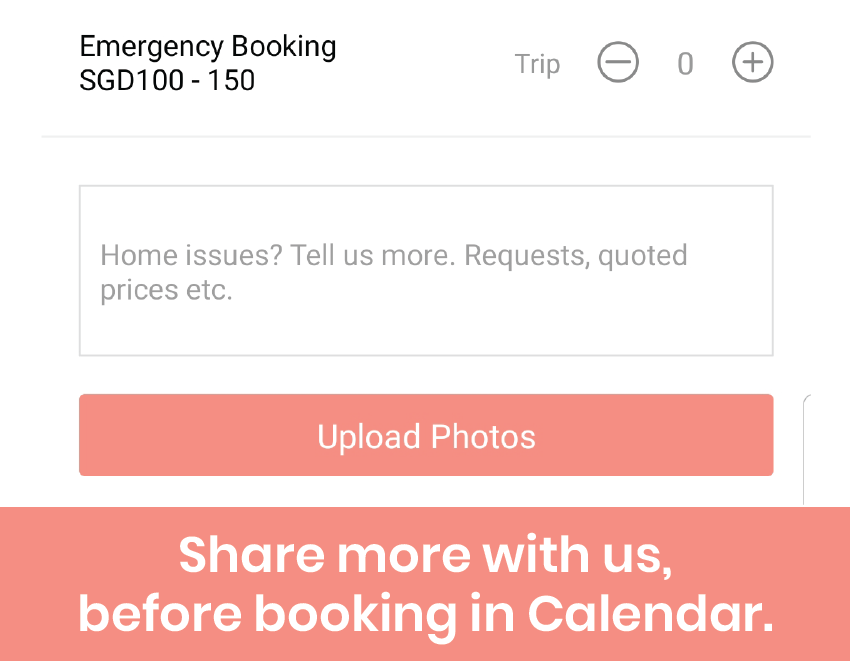 Emergency Booking
SGD100 - 150
Trip
0
Home issues? Tell us more. Requests, quoted
prices etc.
Upload Photos
Share more with us,
before booking in Calendar.